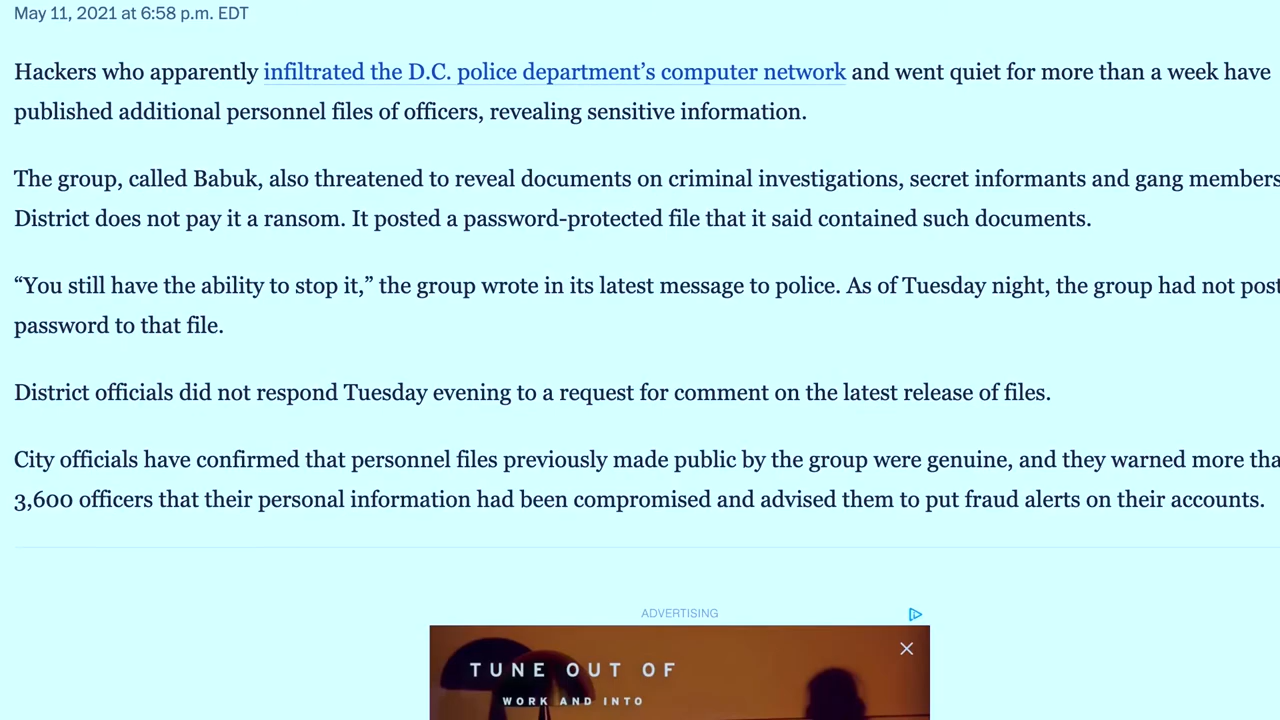 May 11, 2021 at 6:58 p.m. EDT
Hackers who apparently infiltrated the D.C. police department’s computer network and went quiet for more than a week have
published additional personnel files of officers, revealing sensitive information.
The group, called Babuk, also threatened to reveal documents on criminal investigations, secret informants and gang members
District does not pay it a ransom. It posted a password-protected file that it said contained such documents.
“You still have the ability to stop it,” the group wrote in its latest message to police. As of Tuesday night, the group had not post
password to that file.
District officials did not respond Tuesday evening to a request for comment on the latest release of files.
City officials have confirmed that personnel files previously made public by the group were genuine, and they warned more tha
3,600 officers that their personal information had been compromised and advised them to put fraud alerts on their accounts.
ADVERTISING
TUNE OUT OF
WORK AND INTO